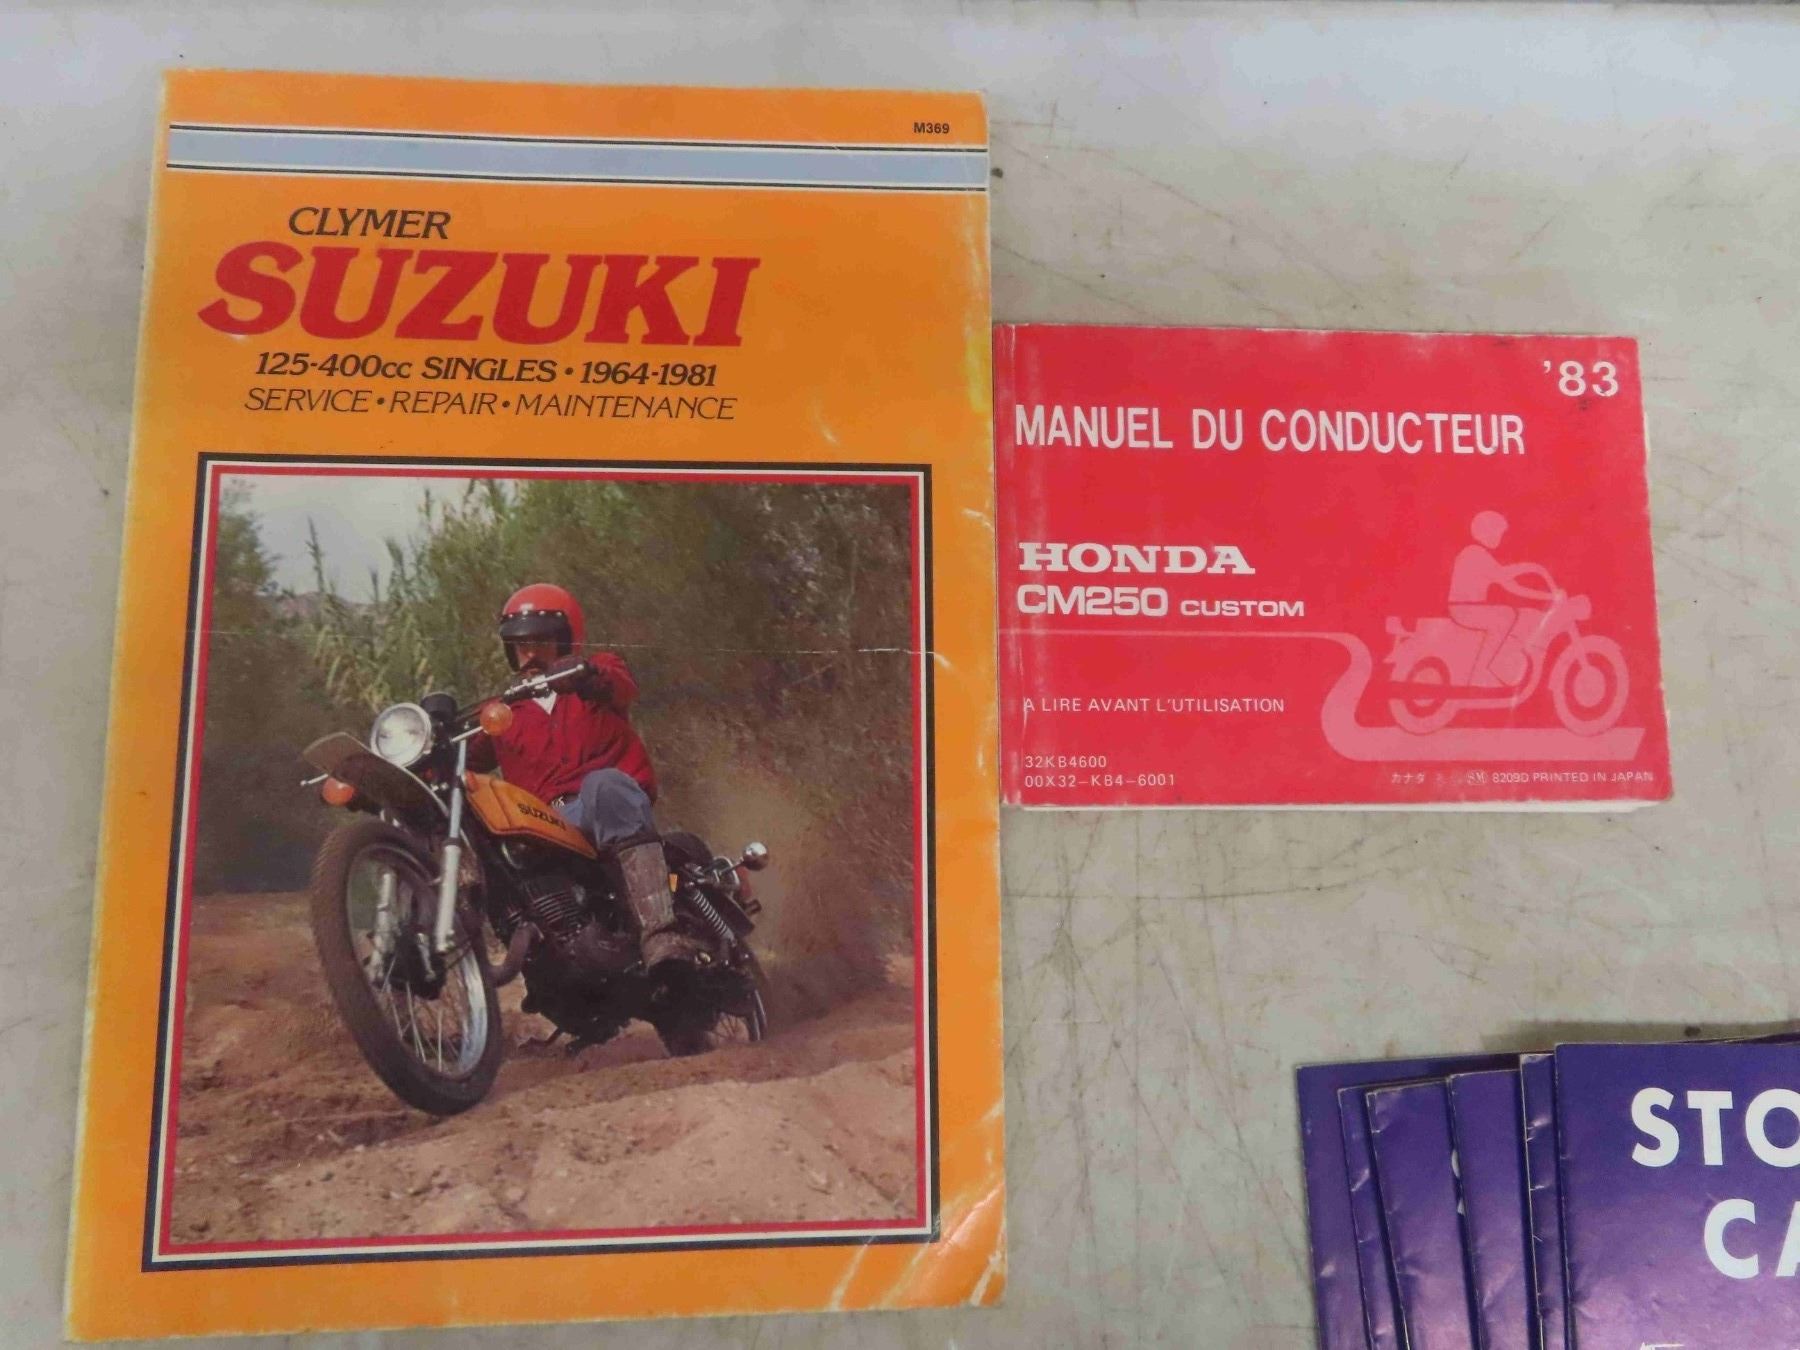 M369
CLYMER
SUZUKI
125-400cc SINGLES • 1964-1981
SERVICE • REPAIR • MAINTENANCE
SUZUKI
'83
MANUEL DU CONDUCTEUR
HONDA
CM250 CUSTOM
A LIRE AVANT L'UTILISATION
32KB4600
00X32-KB4-6001
カナダ SM 8209D PRINTED IN JAPAN
STO
CA